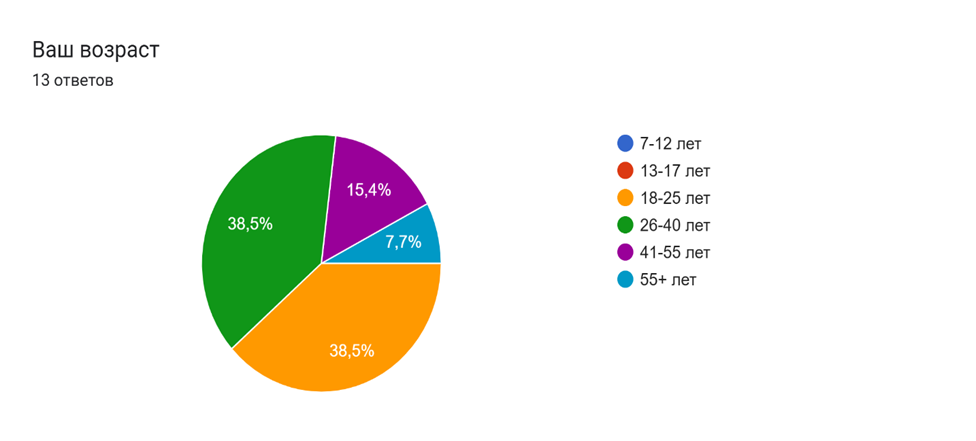 Ваш возраст
13 ответов
38,5%
15,4%
7,7%
38,5%
7-12 лет
13-17 лет
18-25 лет
26-40 лет
41-55 лет
55+ лет